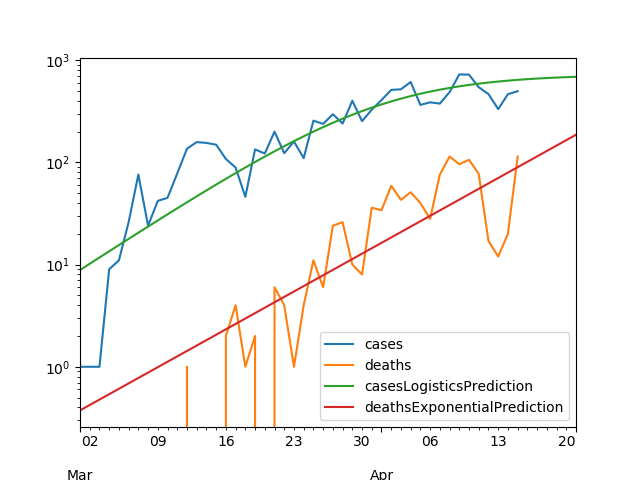 10³
10²
10¹
10⁰
cases
deaths
casesLogisticsPrediction
deathsExponentialPrediction
02 09 16 23 30 06 13 20
Mar Apr